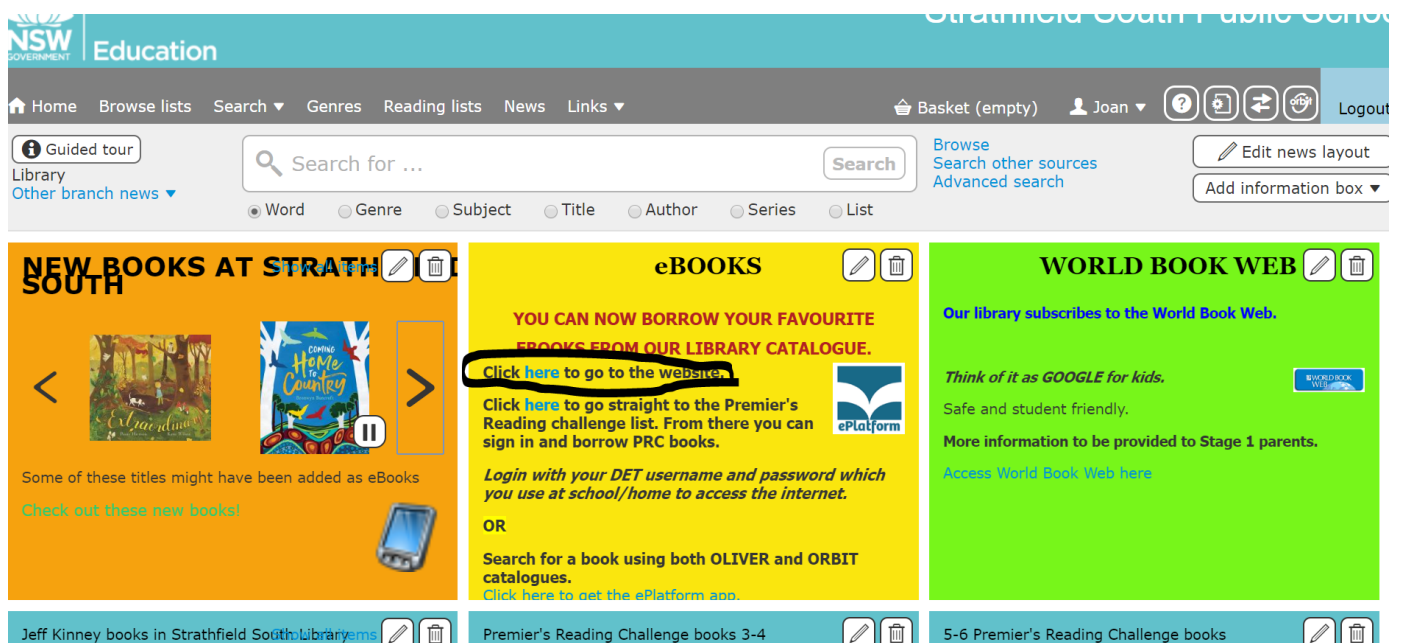 Strathfield South Public Schoo
NSW
GOVERNMENT
Education
Home Browse lists Search ▼ Genres Reading lists News Links ▼ Basket (empty) Joan ▼ ? orbit Logout
Guided tour
Library
Other branch news ▼
Search for ... Search
Word Genre Subject Title Author Series List
Browse
Search other sources
Advanced search
Edit news layout
Add information box ▼
NEW BOOKS AT STRATH D
SOUTH
Show all items
Extraordinary
COMING
HOME
TO
Country
Some of these titles might have been added as eBooks
Check out these new books!
eBOOKS
YOU CAN NOW BORROW YOUR FAVOURITE
EBOOKS FROM OUR LIBRARY CATALOGUE.
Click here to go to the website.
Click here to go straight to the Premier's
Reading challenge list. From there you can
sign in and borrow PRC books.
ePlatform
Login with your DET username and password which
you use at school/home to access the internet.
OR
Search for a book using both OLIVER and ORBIT
catalogues.
Click here to get the ePlatform app.
WORLD BOOK WEB
Our library subscribes to the World Book Web.
Think of it as GOOGLE for kids.
WORLD BOOK
WEB
Safe and student friendly.
More information to be provided to Stage 1 parents.
Access World Book Web here
Jeff Kinney books in Strathfield South Library
Show all items
Premier's Reading Challenge books 3-4
5-6 Premier's Reading Challenge books